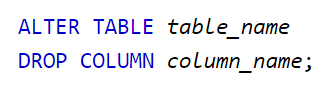 ALTER TABLE table_name
DROP COLUMN column_name;